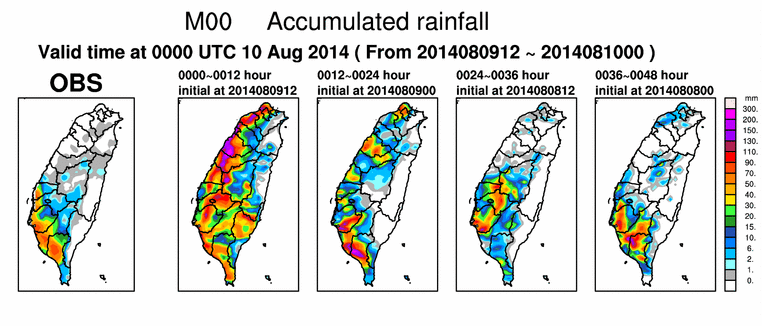 M00 Accumulated rainfall
Valid time at 0000 UTC 10 Aug 2014 ( From 2014080912 ~ 2014081000 )
OBS
0000~0012 hour
initial at 2014080912
0012~0024 hour
initial at 2014080900
0024~0036 hour
initial at 2014080812
0036~0048 hour
initial at 2014080800
mm
300.
200.
150.
130.
110.
90.
70.
50.
40.
30.
20.
15.
10.
6.
2.
1.
0.